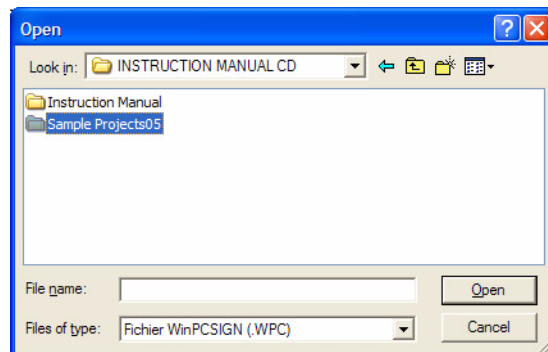 Open
Look in: INSTRUCTION MANUAL CD
Instruction Manual
Sample Projects05
File name:
Open
Files of type: Fichier WinPCSIGN (.WPC)
Cancel